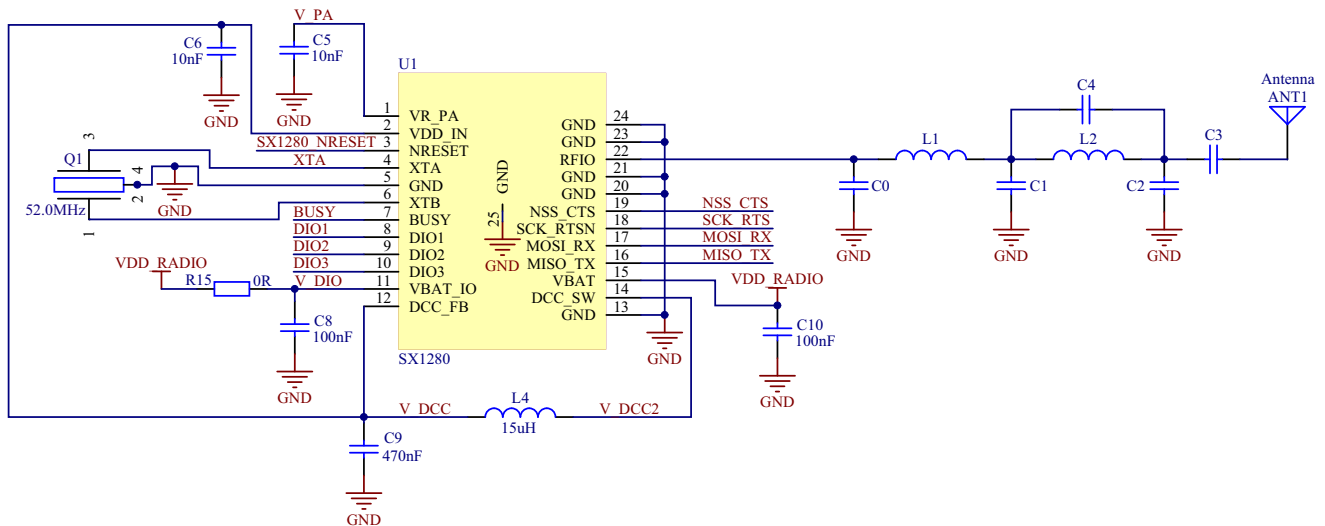 V_PA
C6
10nF
C5
10nF
GND
GND
U1
1
VR_PA
2
VDD_IN
SX1280_NRESET
3
NRESET
XTA
4
XTA
5
GND
6
XTB
BUSY
7
BUSY
DIO1
8
DIO1
DIO2
9
DIO2
DIO3
10
DIO3
V_DIO
11
VBAT_IO
12
DCC_FB
GND
25
GND
24
GND
23
GND
22
RFIO
21
GND
20
GND
19
NSS_CTS
NSS_CTS
18
SCK_RTSN
SCK_RTS
17
MOSI_RX
MOSI_RX
16
MISO_TX
MISO_TX
15
VBAT
14
DCC_SW
13
GND
SX1280
3
Q1
4
2
52.0MHz
1
GND
VDD_RADIO
R15
0R
C8
100nF
GND
GND
VDD_RADIO
C10
100nF
GND
V_DCC
L4
15uH
V_DCC2
C9
470nF
GND
C0
GND
L1
C4
L2
C1
GND
C2
GND
C3
Antenna
ANT1